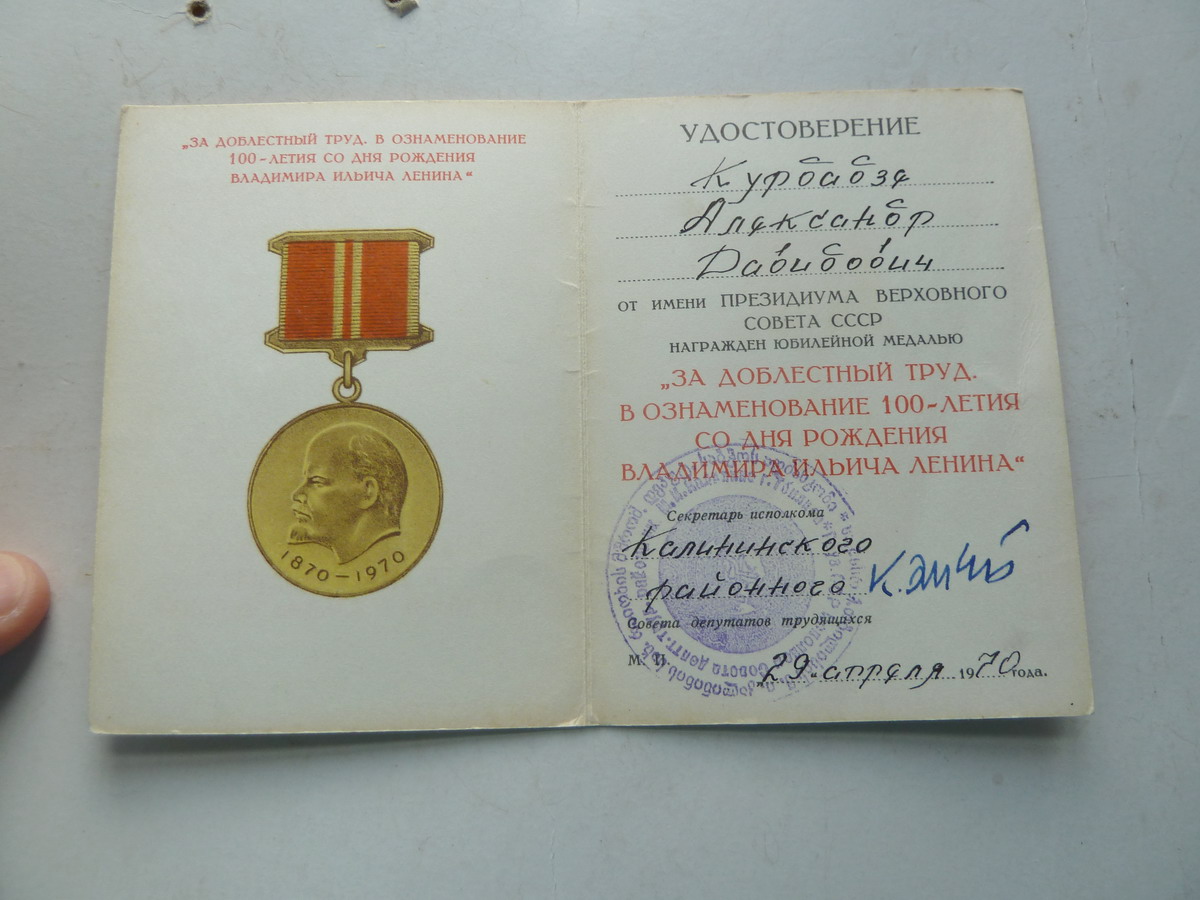 „ЗА ДОБЛЕСТНЫЙ ТРУД. В ОЗНАМЕНОВАНИЕ
100-ЛЕТИЯ СО ДНЯ РОЖДЕНИЯ
ВЛАДИМИРА ИЛЬИЧА ЛЕНИНА“
1870–1970
УДОСТОВЕРЕНИЕ
Курдадзе
Александр
Давидович
ОТ ИМЕНИ ПРЕЗИДИУМА ВЕРХОВНОГО
СОВЕТА СССР
НАГРАЖДЕН ЮБИЛЕЙНОЙ МЕДАЛЬЮ
„ЗА ДОБЛЕСТНЫЙ ТРУД.
В ОЗНАМЕНОВАНИЕ 100-ЛЕТИЯ
СО ДНЯ РОЖДЕНИЯ
ВЛАДИМИРА ИЛЬИЧА ЛЕНИНА“
Секретарь исполкома
Калининского
районного
Совета депутатов трудящихся
М. П.
„29“ апреля 1970 года.